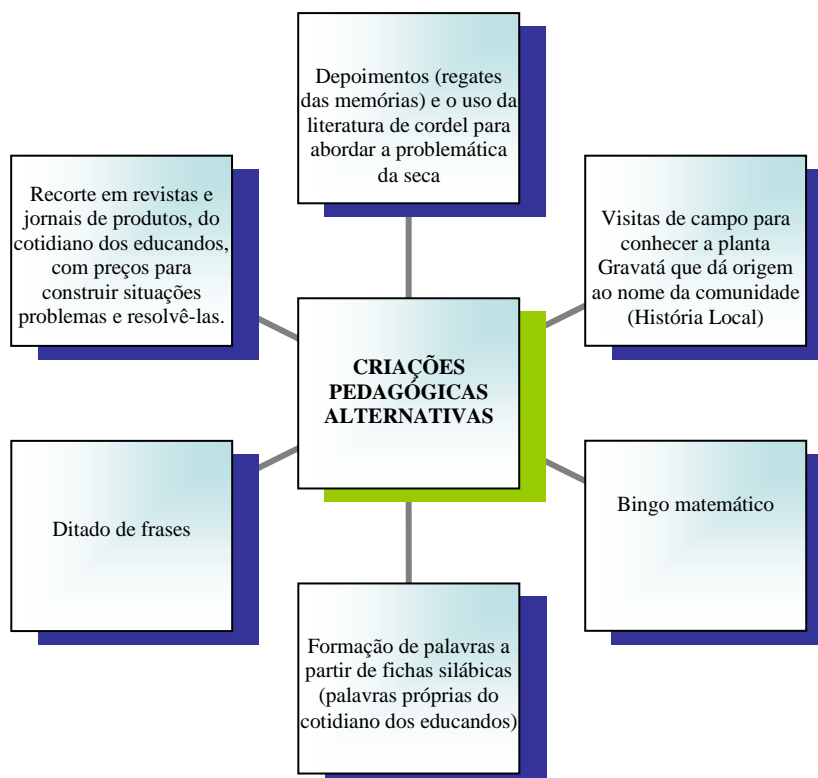 Depoimentos (regates
das memórias) e o uso da
literatura de cordel para
abordar a problemática
da seca
Recorte em revistas e
jornais de produtos, do
cotidiano dos educandos,
com preços para
construir situações
problemas e resolvê-las.
Visitas de campo para
conhecer a planta
Gravatá que dá origem
ao nome da comunidade
(História Local)
CRIAÇÕES
PEDAGÓGICAS
ALTERNATIVAS
Ditado de frases
Bingo matemático
Formação de palavras a
partir de fichas silábicas
(palavras próprias do
cotidiano dos educandos)